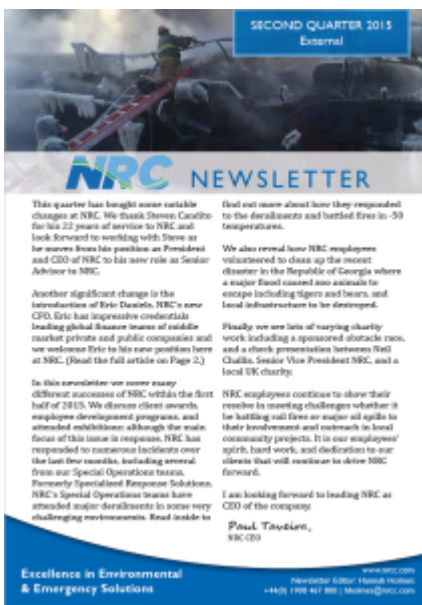 SECOND QUARTER 2015
External
NRC NEWSLETTER
This quarter has bought some notable
changes at NRC. We thank Steven Candito
for his 22 years of service to NRC and
look forward to working with Steve as
he moves from his position as President
and CEO of NRC to his new role as Senior
Advisor to NRC.
Another significant change is the
introduction of Eric Daniels, NRC's new
CFO. Eric has impressive credentials
leading global finance teams of middle
market private and public companies and
we welcome Eric to his new position here
at NRC. (Read the full article on Page 2.)
In this newsletter we cover many
different successes of NRC within the first
half of 2015. We discuss client awards,
employee development programs, and
attended exhibitions; although the main
focus of this issue is response. NRC has
responded to numerous incidents over
the last few months, including several
from our Special Operations teams.
Formerly Specialized Response Solutions,
NRC's Special Operations teams have
attended major derailments in some very
challenging environments. Read inside to
find out more about how they responded
to the derailments and battled fires in -50
temperatures.
We also reveal how NRC employees
volunteered to clean up the recent
disaster in the Republic of Georgia where
a major flood caused zoo animals to
escape including tigers and bears, and
local infrastructure to be destroyed.
Finally, we see lots of varying charity
work including a sponsored obstacle race,
and a check presentation between Neil
Challis, Senior Vice President NRC, and a
local UK charity.
NRC employees continue to show their
resolve in meeting challenges whether it
be battling rail fires or major oil spills to
their involvement and outreach in local
community projects. It is our employees'
spirit, hard work, and dedication to our
clients that will continue to drive NRC
forward.
I am looking forward to leading NRC as
CEO of the company.
Paul Taveira,
NRC CEO
Excellence in Environmental
& Emergency Solutions
www.nrcc.com
Newsletter Editor: Hannah Holmes
+44(0) 1908 467 800 | hholmes@nrcc.com